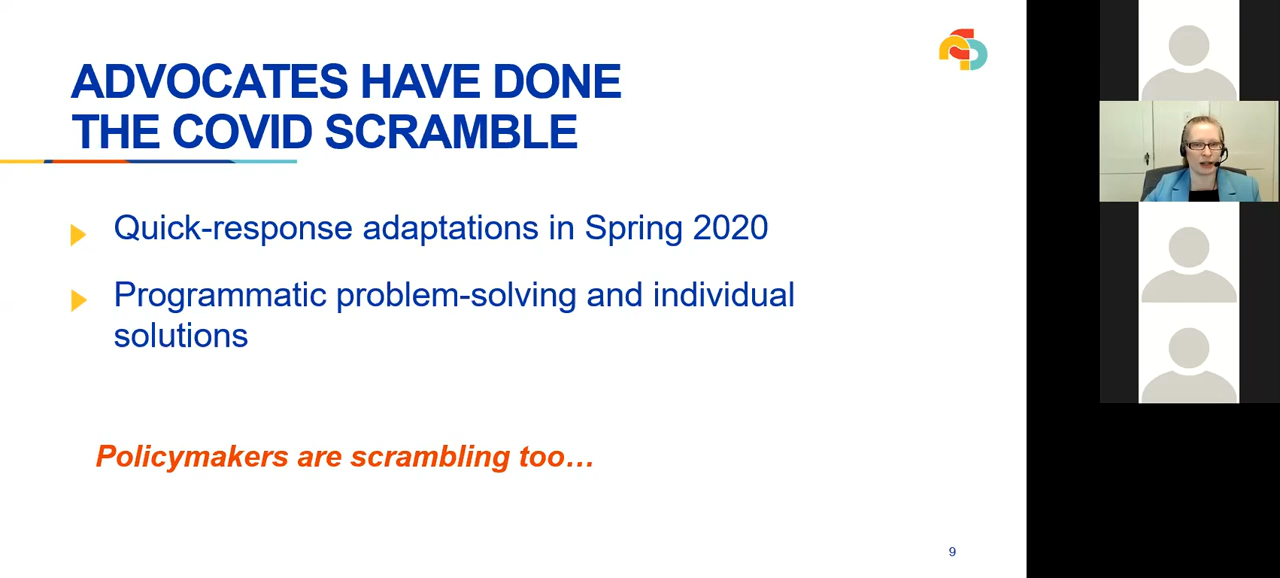 ADVOCATES HAVE DONE
THE COVID SCRAMBLE
Quick-response adaptations in Spring 2020
Programmatic problem-solving and individual
solutions
Policymakers are scrambling too…
9